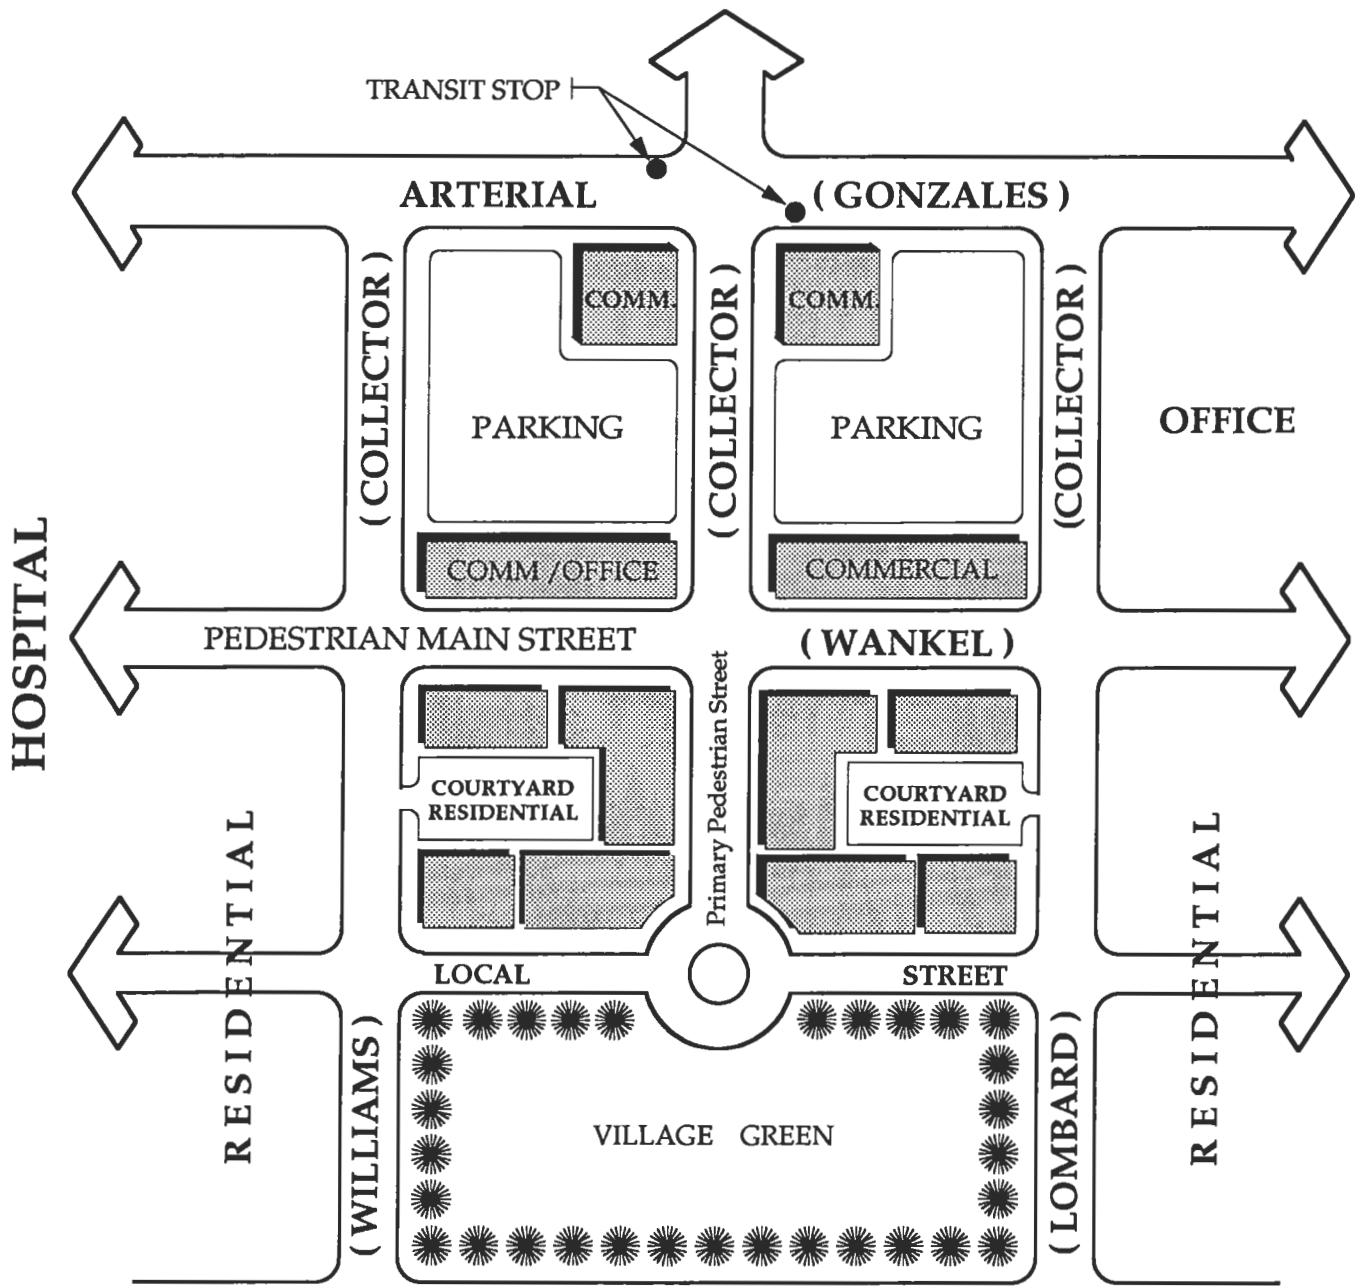 TRANSIT STOP
ARTERIAL
( GONZALES )
( COLLECTOR )
COMM.
( COLLECTOR )
COMM.
(COLLECTOR )
PARKING
PARKING
OFFICE
HOSPITAL
COMM /OFFICE
COMMERCIAL
PEDESTRIAN MAIN STREET
( WANKEL )
Primary Pedestrian Street
COURTYARD
RESIDENTIAL
COURTYARD
RESIDENTIAL
RESIDENTIAL
RESIDENTIAL
LOCAL
STREET
( WILLIAMS )
( LOMBARD )
VILLAGE GREEN